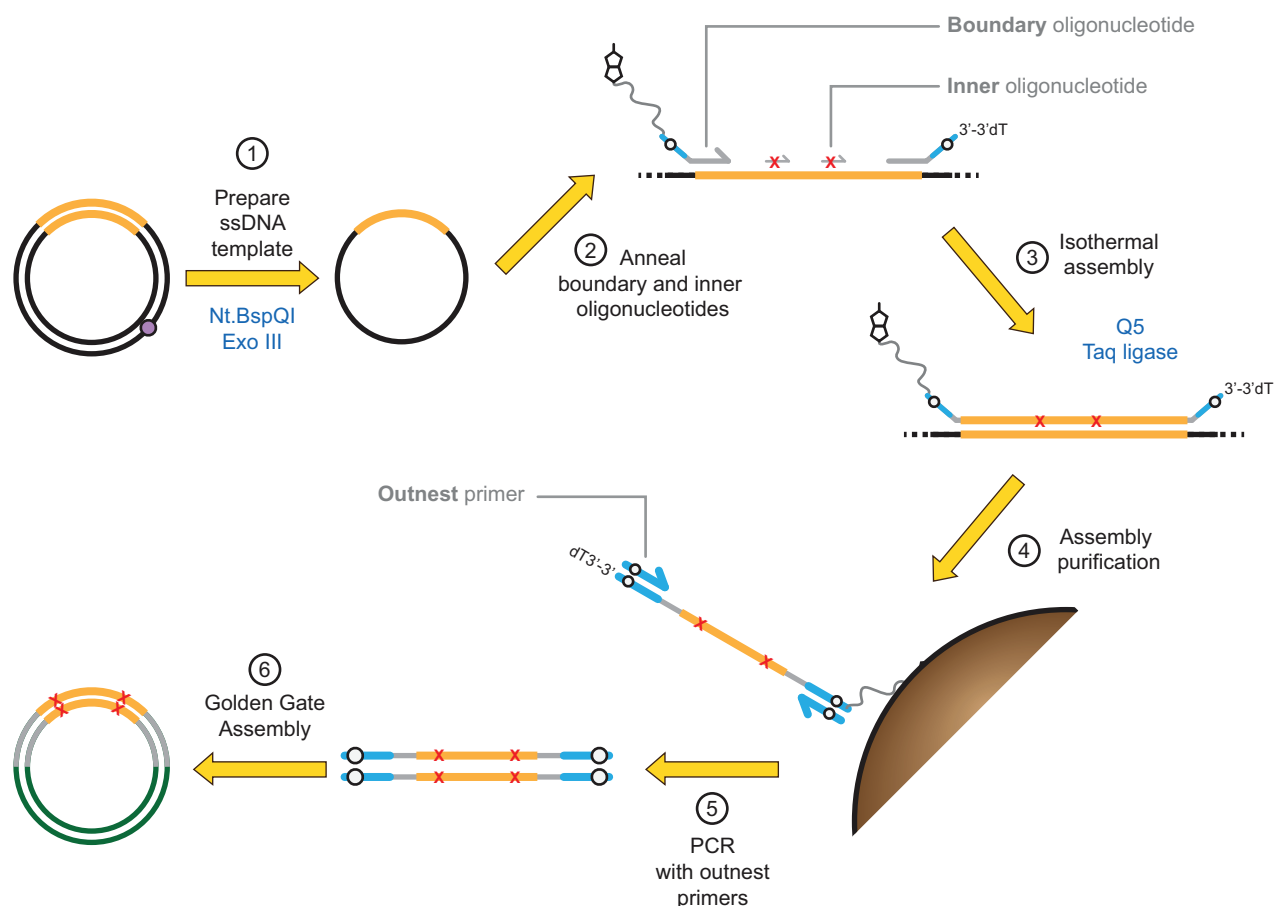 Boundary oligonucleotide
Inner oligonucleotide
3'-3'dT
1
Prepare
ssDNA
template
Nt.BspQI
Exo III
2
Anneal
boundary and inner
oligonucleotides
3
Isothermal
assembly
Q5
Taq ligase
3'-3'dT
X X
X X
Outnest primer
4
Assembly
purification
dT3'-3'
X
X
6
Golden Gate
Assembly
X X
X X
X X
X X
5
PCR
with outnest
primers